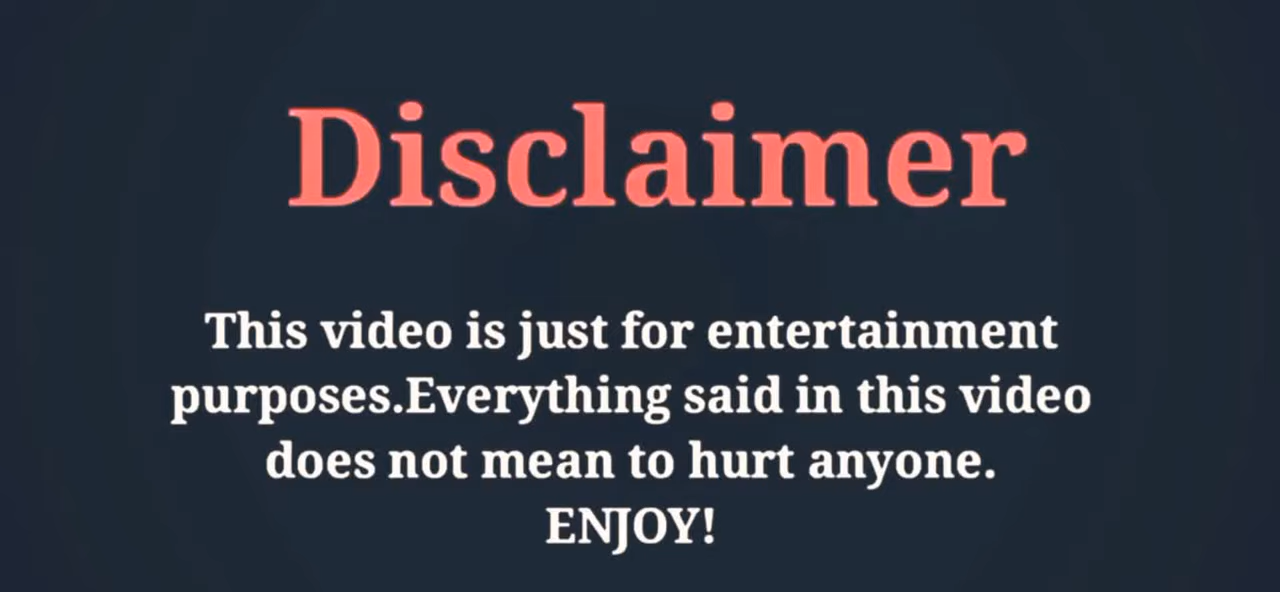 Disclaimer
This video is just for entertainment
purposes.Everything said in this video
does not mean to hurt anyone.
ENJOY!